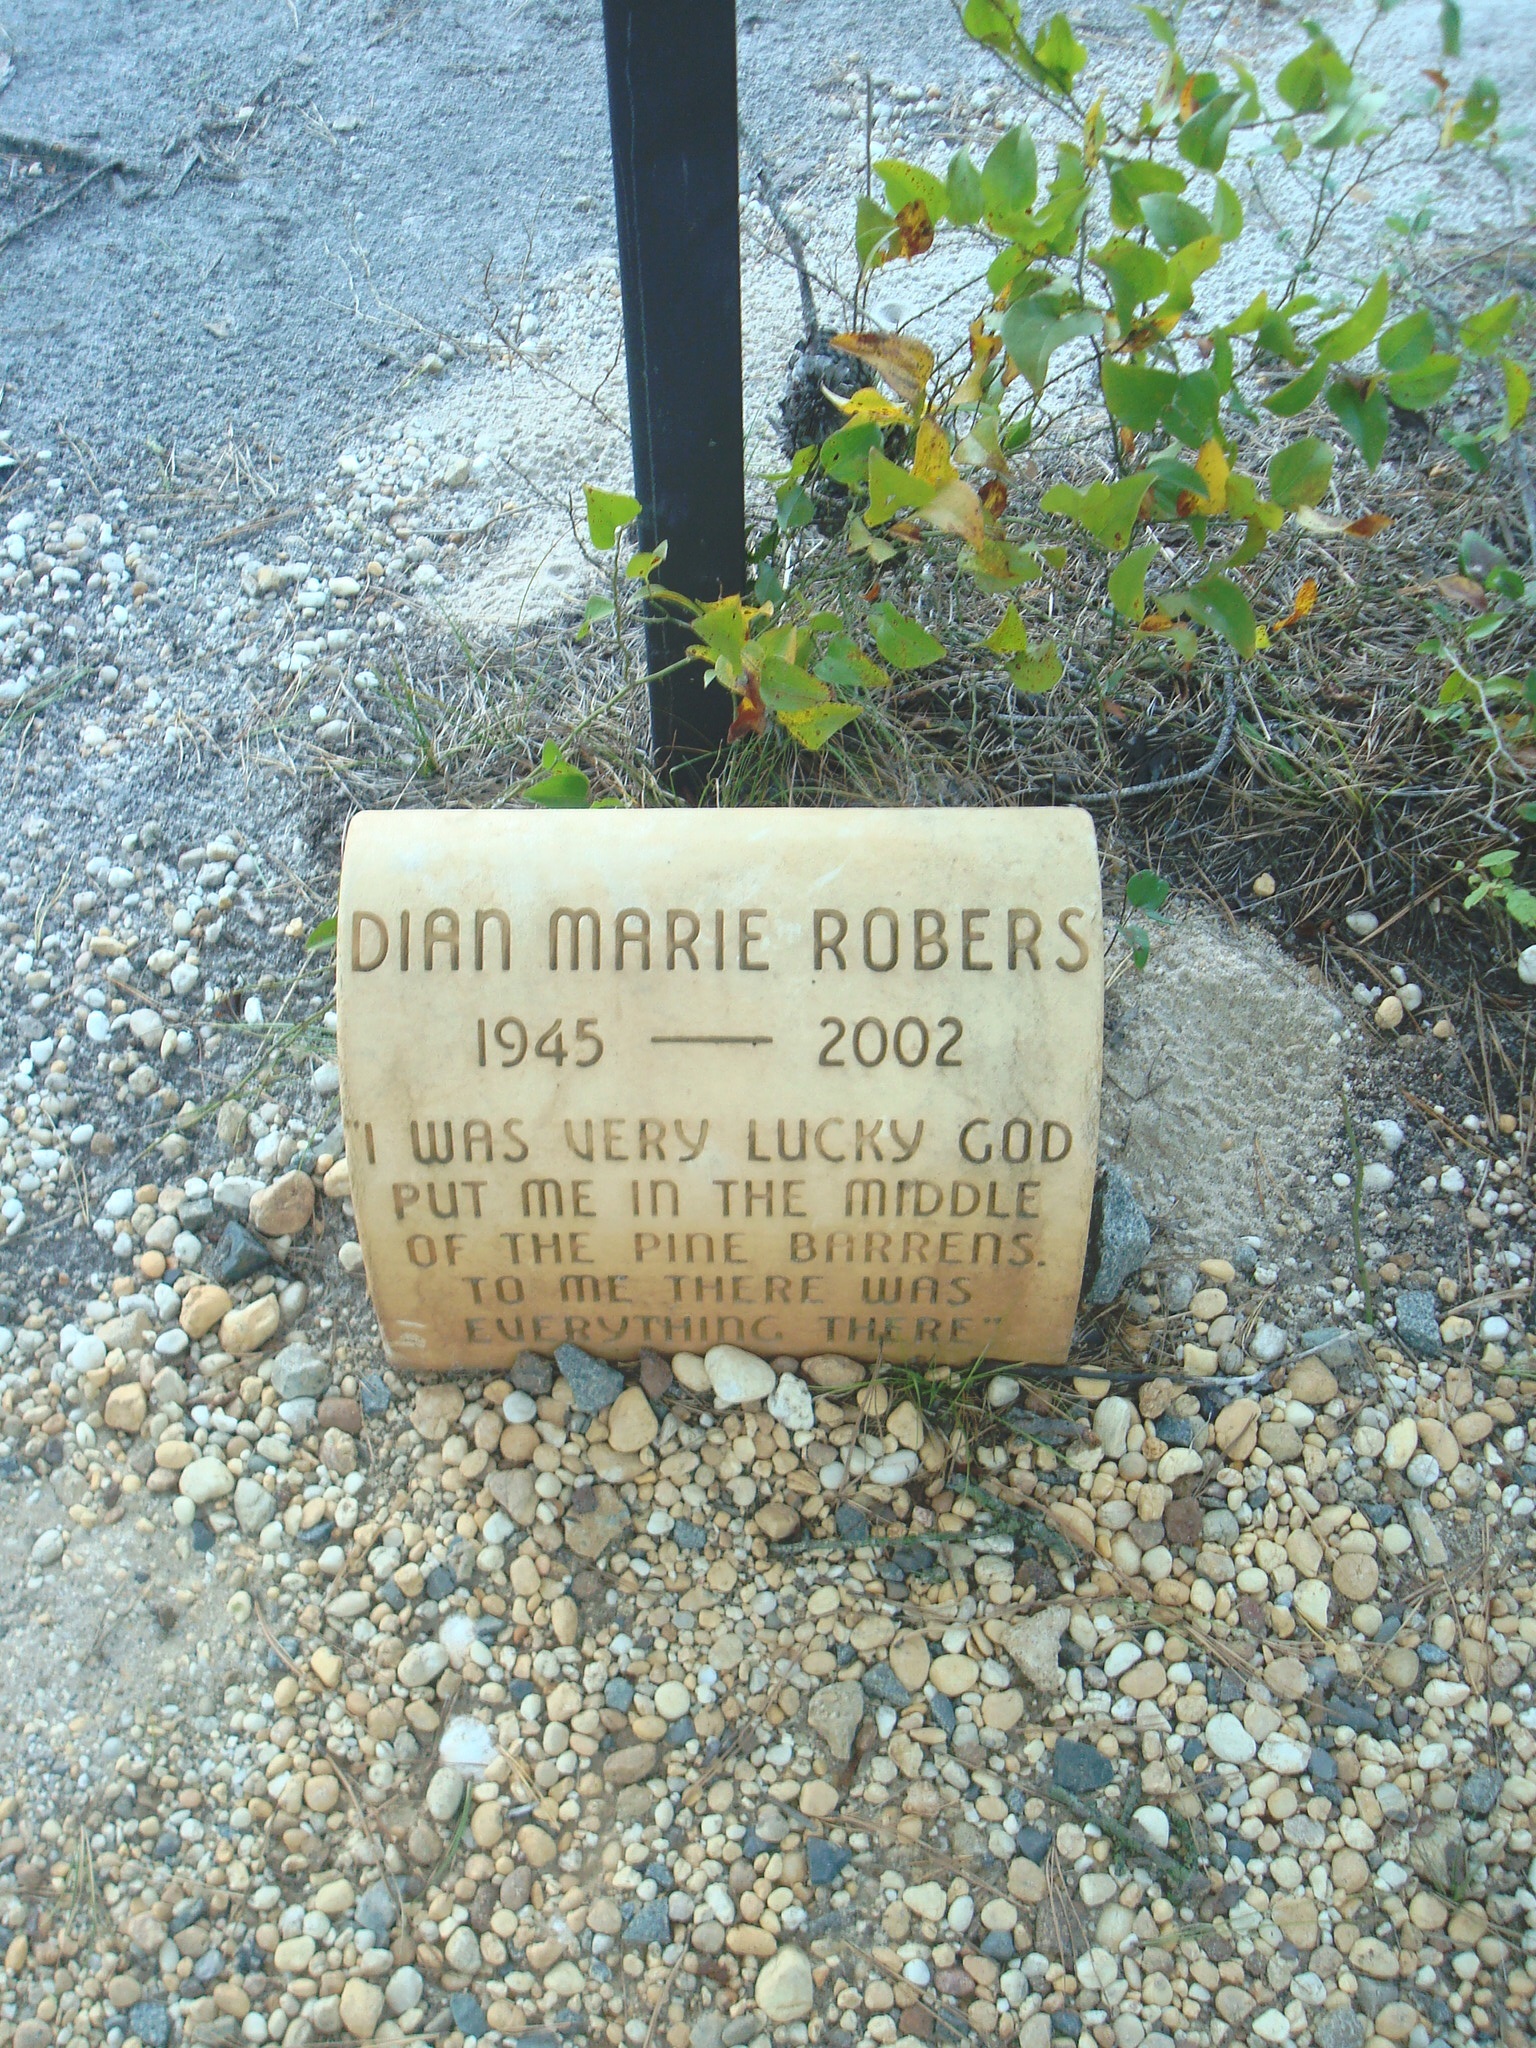 DIAN MARIE ROBERS
1945 — 2002
"I WAS VERY LUCKY GOD
PUT ME IN THE MIDDLE
OF THE PINE BARRENS.
TO ME THERE WAS
EVERYTHING THERE"